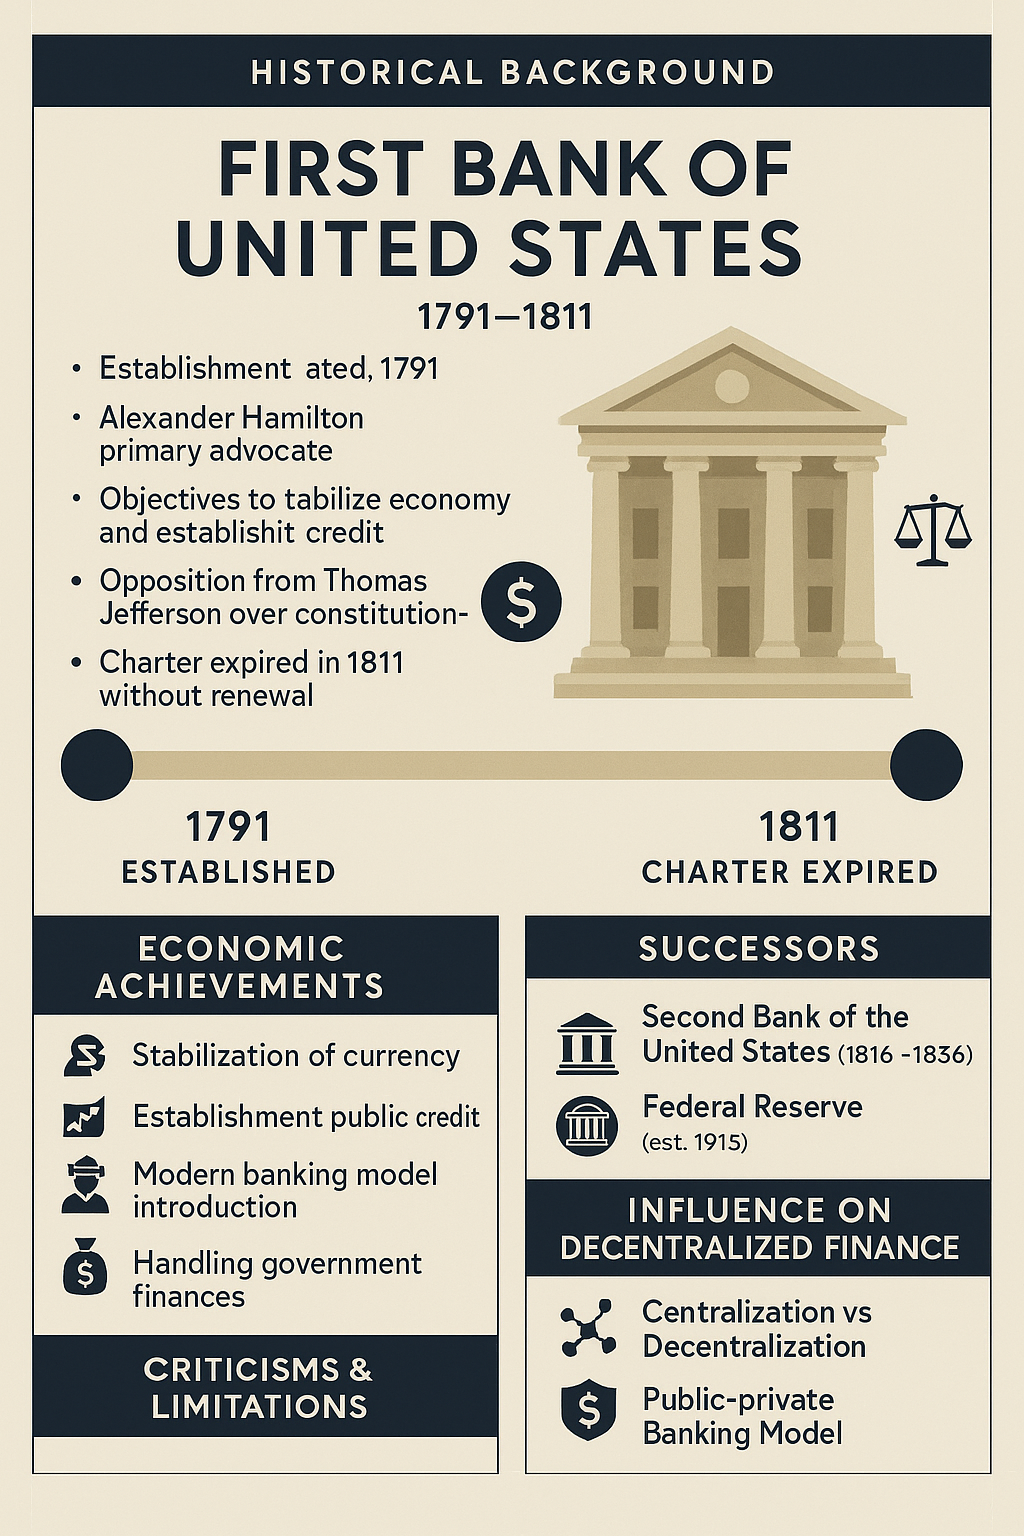 HISTORICAL BACKGROUND
FIRST BANK OF
UNITED STATES
1791–1811
• Establishment ated, 1791
• Alexander Hamilton
primary advocate
• Objectives to tabilize economy
and establishit credit
• Opposition from Thomas
Jefferson over constitution-
• Charter expired in 1811
without renewal
$
1791
ESTABLISHED
1811
CHARTER EXPIRED
ECONOMIC
ACHIEVEMENTS
Stabilization of currency
Establishment public credit
Modern banking model
introduction
$
Handling government
finances
CRITICISMS &
LIMITATIONS
SUCCESSORS
Second Bank of the
United States (1816 -1836)
Federal Reserve
(est. 1915)
INFLUENCE ON
DECENTRALIZED FINANCE
Centralization vs
Decentralization
$
Public-private
Banking Model